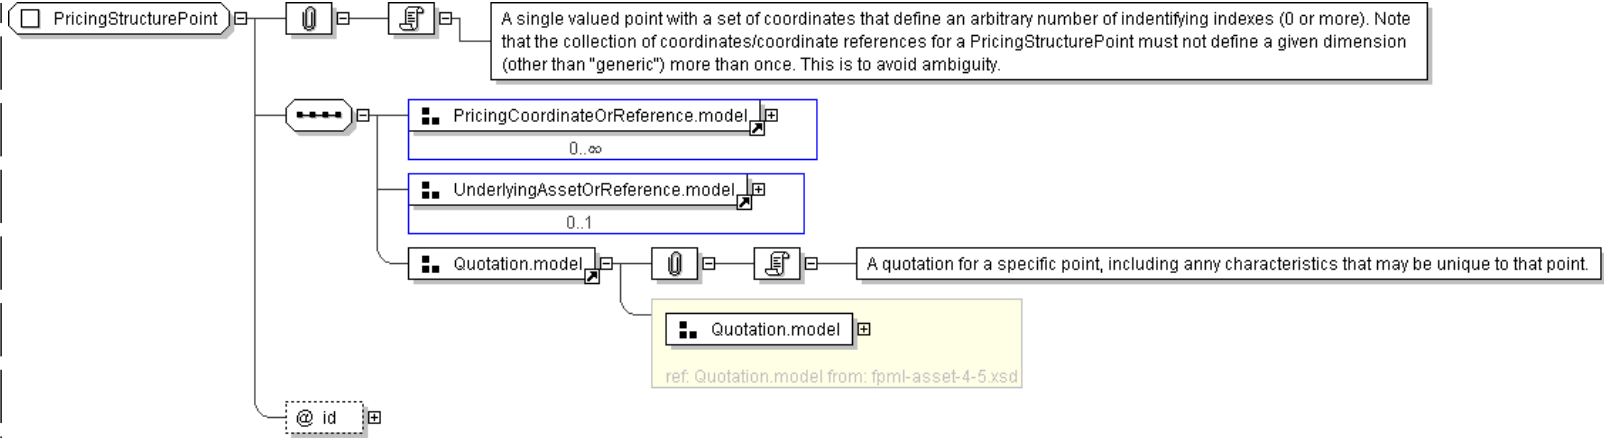 PricingStructurePoint
A single valued point with a set of coordinates that define an arbitrary number of indentifying indexes (0 or more). Note
that the collection of coordinates/coordinate references for a PricingStructurePoint must not define a given dimension
(other than "generic") more than once. This is to avoid ambiguity.
PricingCoordinateOrReference.model
0..∞
UnderlyingAssetOrReference.model
0..1
Quotation.model
A quotation for a specific point, including anny characteristics that may be unique to that point.
Quotation.model
ref: Quotation.model from: fpml-asset-4-5.xsd
@ id